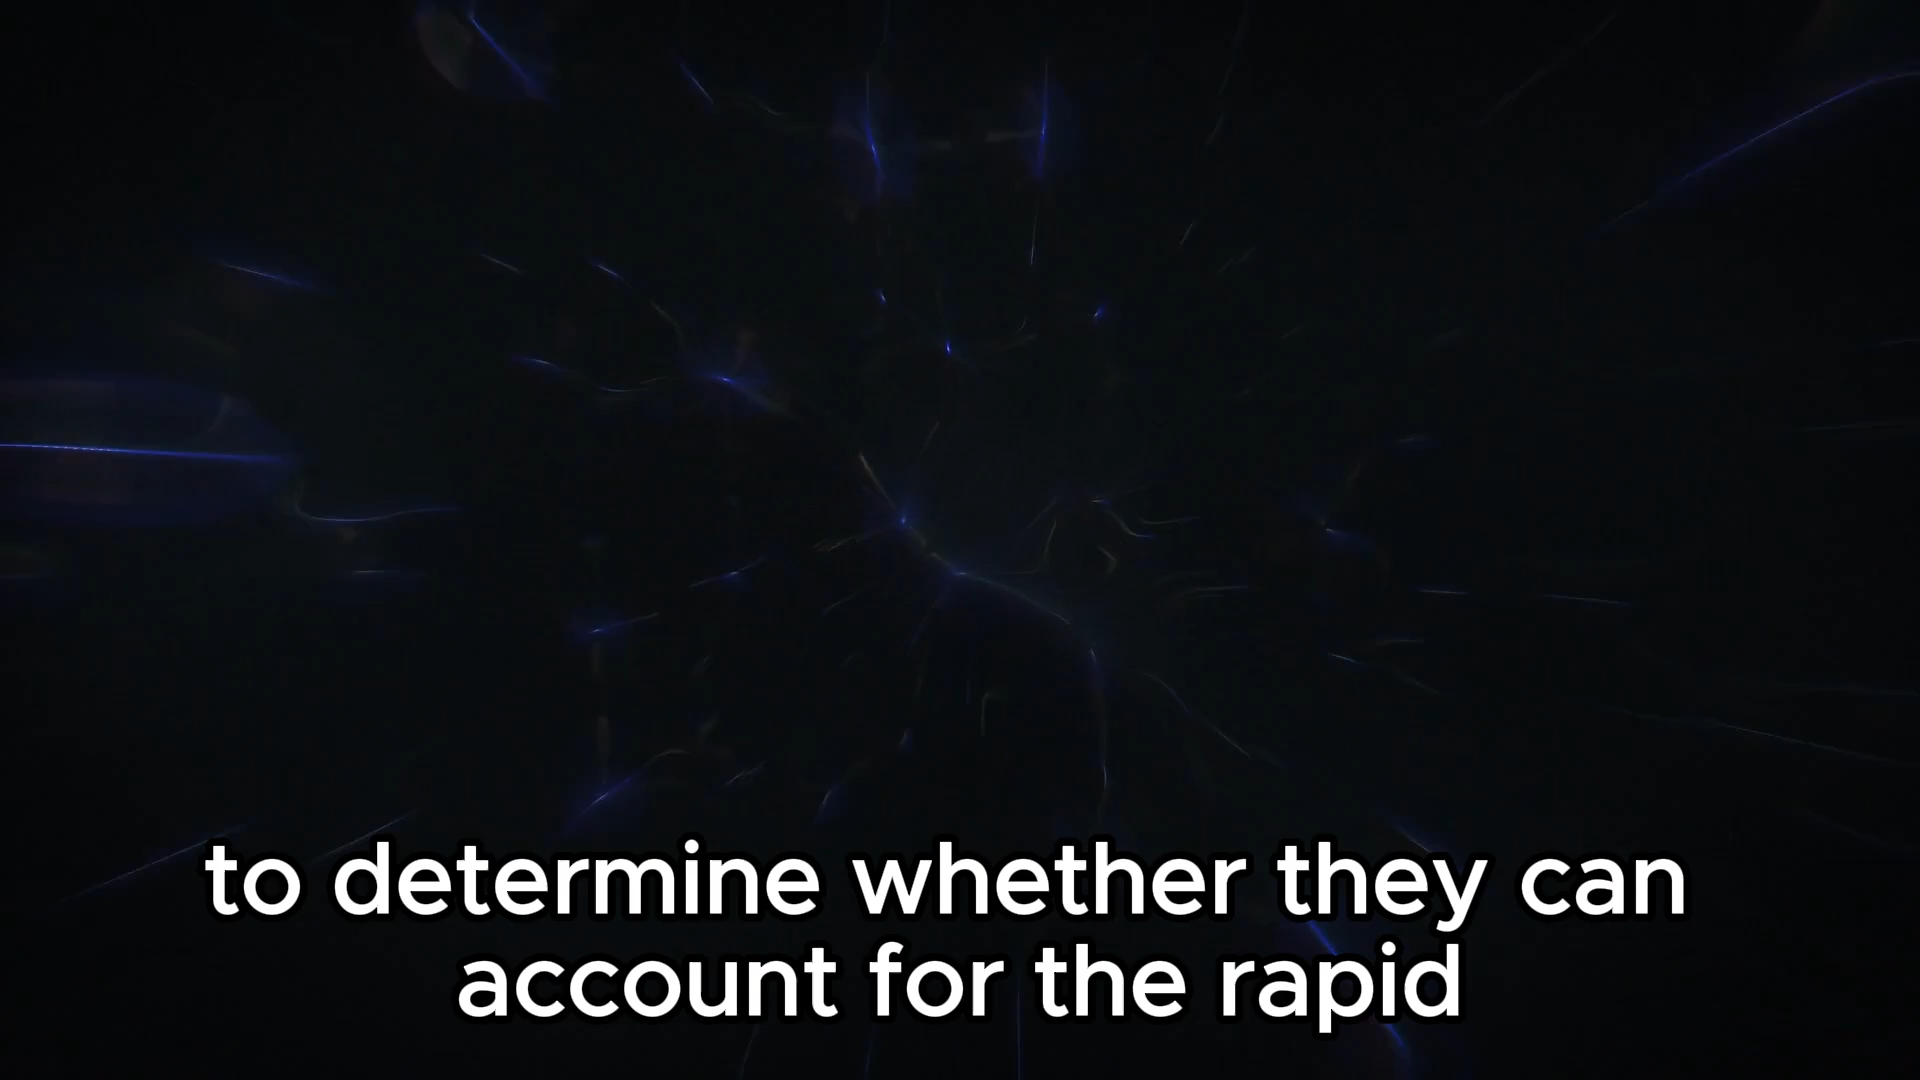 to determine whether they can
account for the rapid